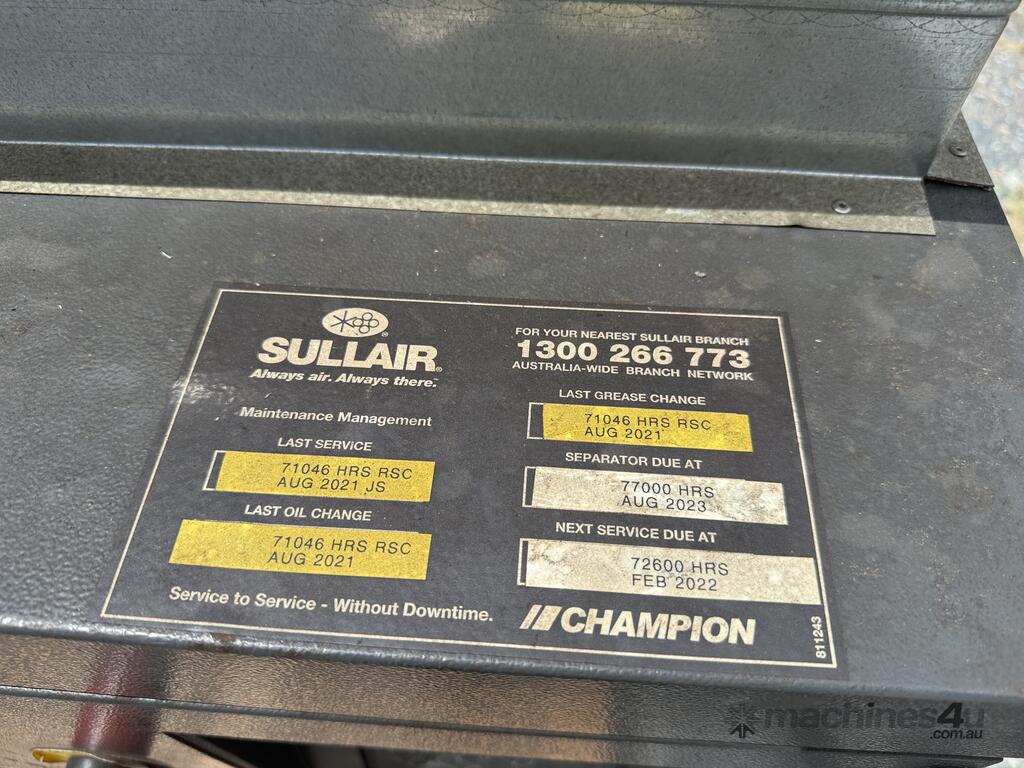 SULLAIR®
Always air. Always there.™
Maintenance Management
LAST SERVICE
71046 HRS RSC
AUG 2021 JS
LAST OIL CHANGE
71046 HRS RSC
AUG 2021
Service to Service - Without Downtime.
FOR YOUR NEAREST SULLAIR BRANCH
1300 266 773
AUSTRALIA-WIDE BRANCH NETWORK
LAST GREASE CHANGE
71046 HRS RSC
AUG 2021
SEPARATOR DUE AT
77000 HRS
AUG 2023
NEXT SERVICE DUE AT
72600 HRS
FEB 2022
CHAMPION
811243
machines4u
.com.au